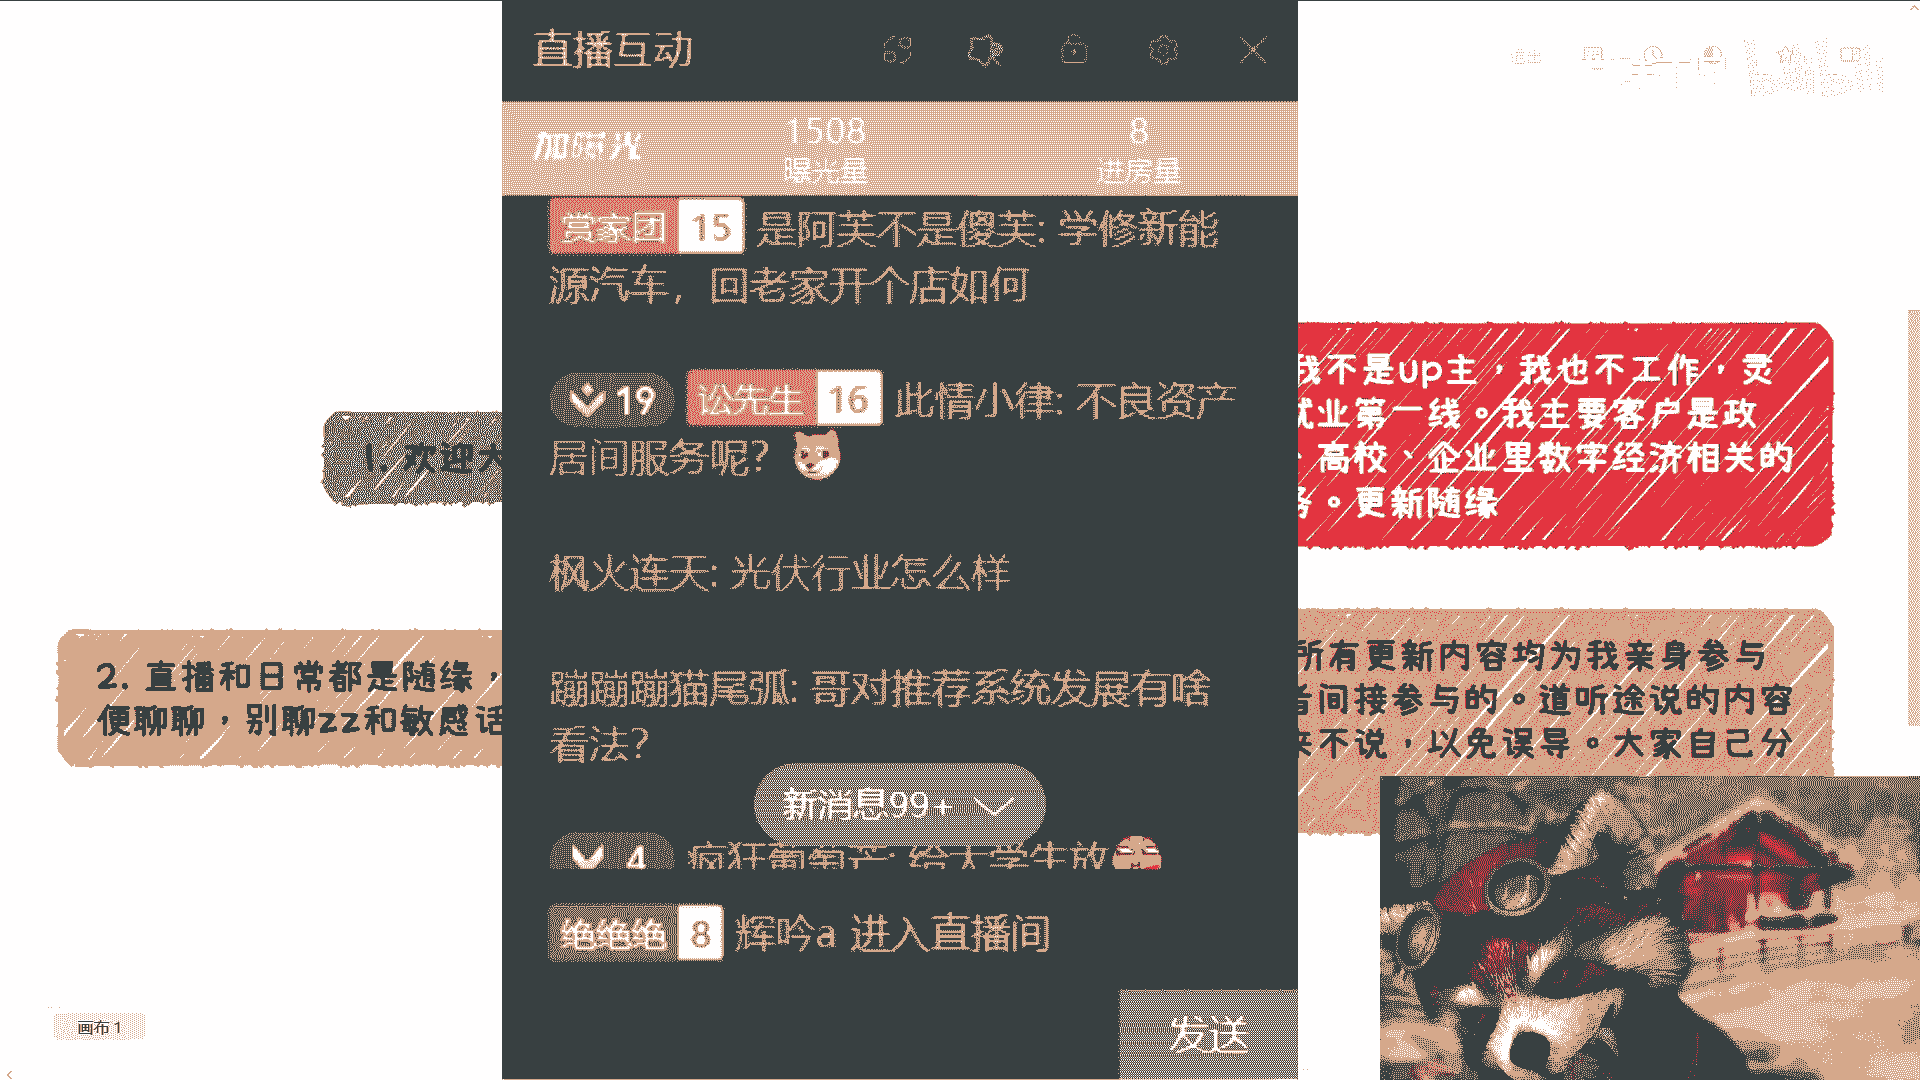 直播互动
加曝光
1508
曝光量
8
进房量
赏家团 15 是阿芙不是傻芙: 学修新能
源汽车，回老家开个店如何
19 讼先生 16 此情小律: 不良资产
居间服务呢?
枫火连天: 光伏行业怎么样
蹦蹦蹦猫尾弧: 哥对推荐系统发展有啥
看法?
新消息99+
4 疯狂葡萄产: 给大学生放
绝绝绝 8 辉吟a 进入直播间
发送
1. 欢迎大
2. 直播和日常都是随缘，
便聊聊，别聊zz和敏感话
我不是up主，我也不工作，灵
就业第一线。我主要客户是政
、高校、企业里数字经济相关的
务。更新随缘
所有更新内容均为我亲身参与
者间接参与的。道听途说的内容
来不说，以免误导。大家自己分
画布 1